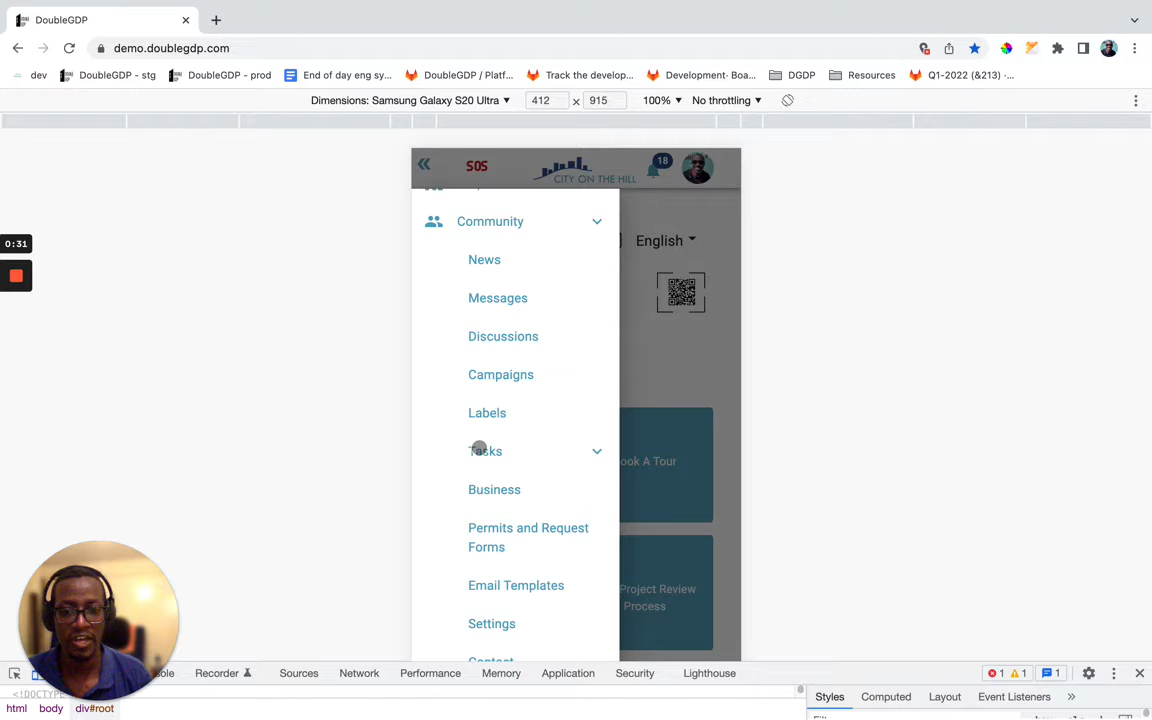 DoubleGDP
demo.doublegdp.com
dev
DoubleGDP - stg
DoubleGDP - prod
End of day eng sy...
DoubleGDP / Platf...
Track the develop...
Development· Boa...
DGDP
Resources
Q1-2022 (&213) ·...
Dimensions: Samsung Galaxy S20 Ultra
412
×
915
100%
No throttling
SOS
CITY ON THE HILL
18
Community
English
News
Messages
Discussions
Campaigns
Labels
Tasks
ook A Tour
Business
Permits and Request
Forms
Project Review
Process
Email Templates
Settings
Contact
0:31
ole
Recorder
Sources
Network
Performance
Memory
Application
Security
Lighthouse
1
1
1
<!DOCTYPE
html
body
div#root
Styles
Computed
Layout
Event Listeners